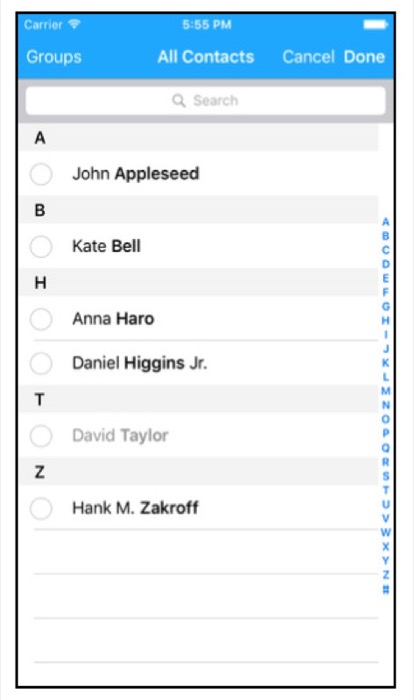 Carrier 5:55 PM
Groups All Contacts Cancel Done
Search
A
John Appleseed
B
Kate Bell
H
Anna Haro
Daniel Higgins Jr.
T
David Taylor
Z
Hank M. Zakroff
A
B
C
D
E
F
G
H
I
J
K
L
M
N
O
P
Q
R
S
T
U
V
W
X
Y
Z
#